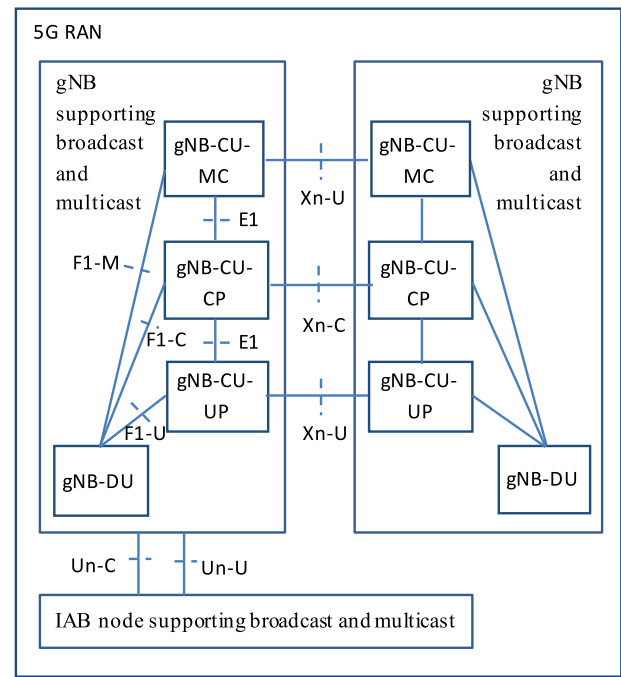 5G RAN
gNB
supporting
broadcast
and
multicast
gNB
supporting
broadcast
and
multicast
gNB-CU-
MC
gNB-CU-
MC
Xn-U
E1
F1-M
gNB-CU-
CP
gNB-CU-
CP
Xn-C
F1-C
E1
gNB-CU-
UP
gNB-CU-
UP
Xn-U
F1-U
gNB-DU
gNB-DU
Un-C
Un-U
IAB node supporting broadcast and multicast